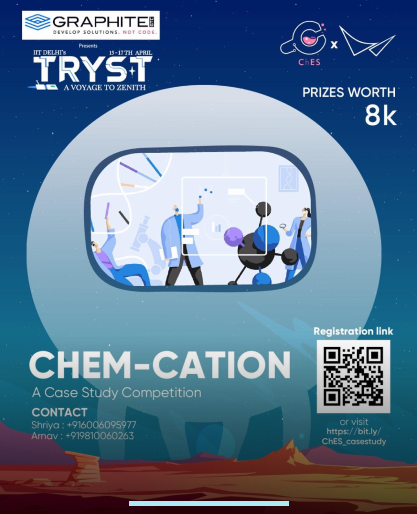 GRAPHITE
DEVELOP SOLUTIONS. NOT CODE.
Presents
IIT DELHI's 15-17TH APRIL
TRYST
A VOYAGE TO ZENITH
ChES
x
PRIZES WORTH
8k
Registration link
CHEM-CATION
A Case Study Competition
CONTACT
Shriya : +916006095977
Arnav : +919810060263
or visit
https://bit.ly/
ChES_casestudy